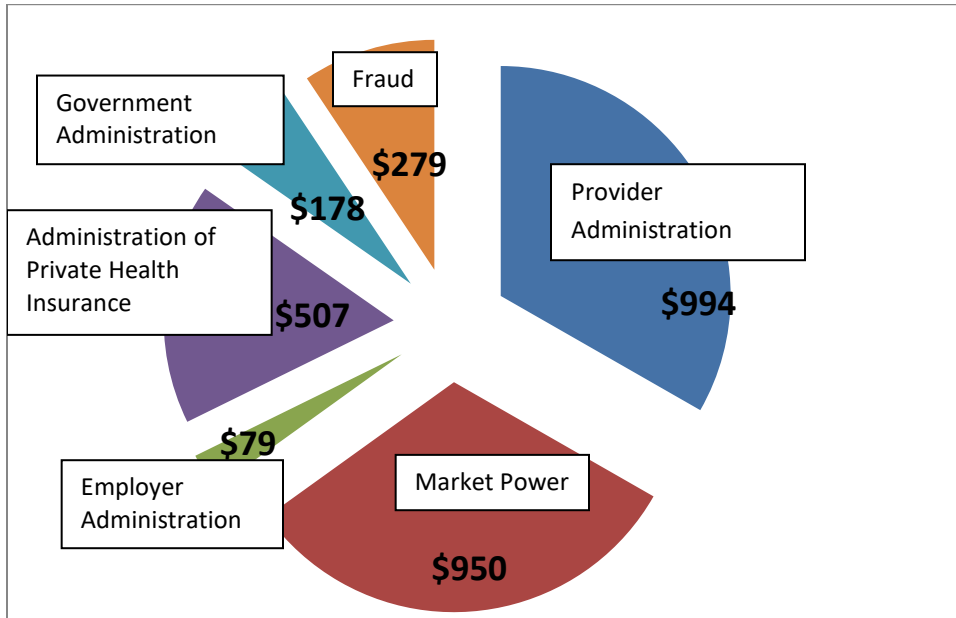 Fraud
$279
Government
Administration
$178
Provider
Administration
$994
Administration of
Private Health
Insurance
$507
$79
Employer
Administration
Market Power
$950